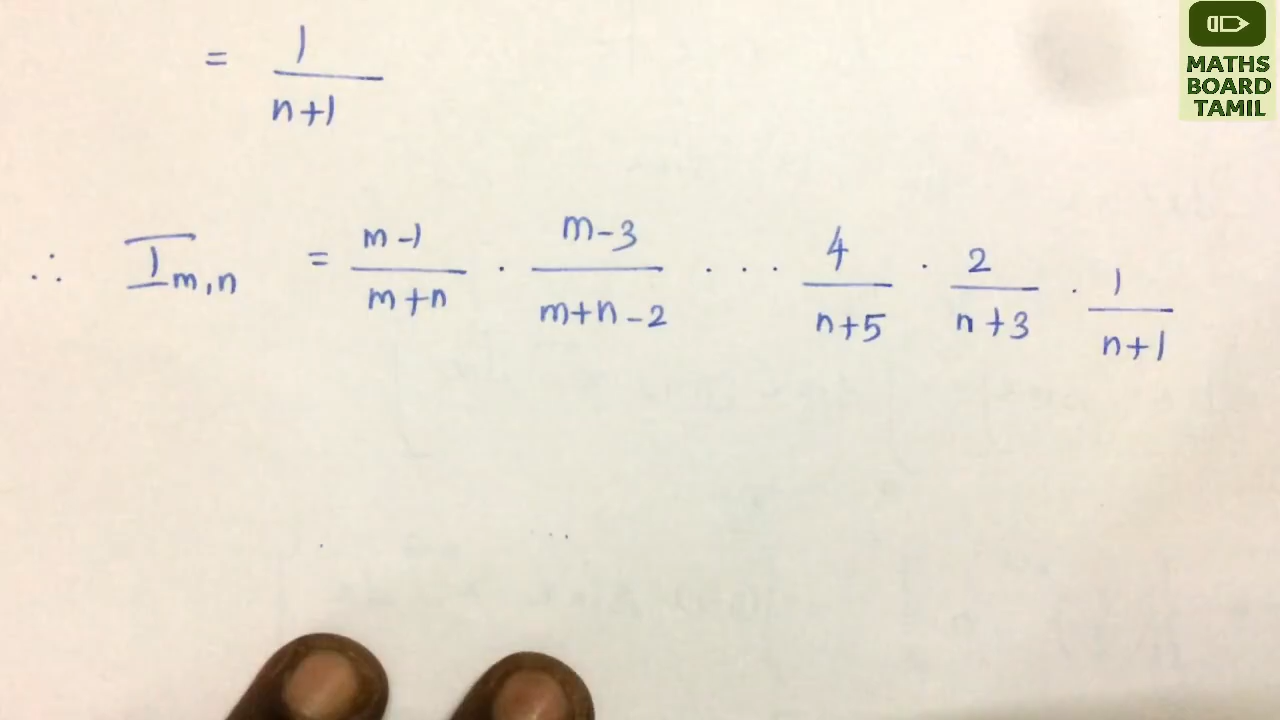 = 1/(n+1)
MATHS
BOARD
TAMIL
∴ I_{m,n} = (m-1)/(m+n) · (m-3)/(m+n-2) ··· 4/(n+5) · 2/(n+3) · 1/(n+1)